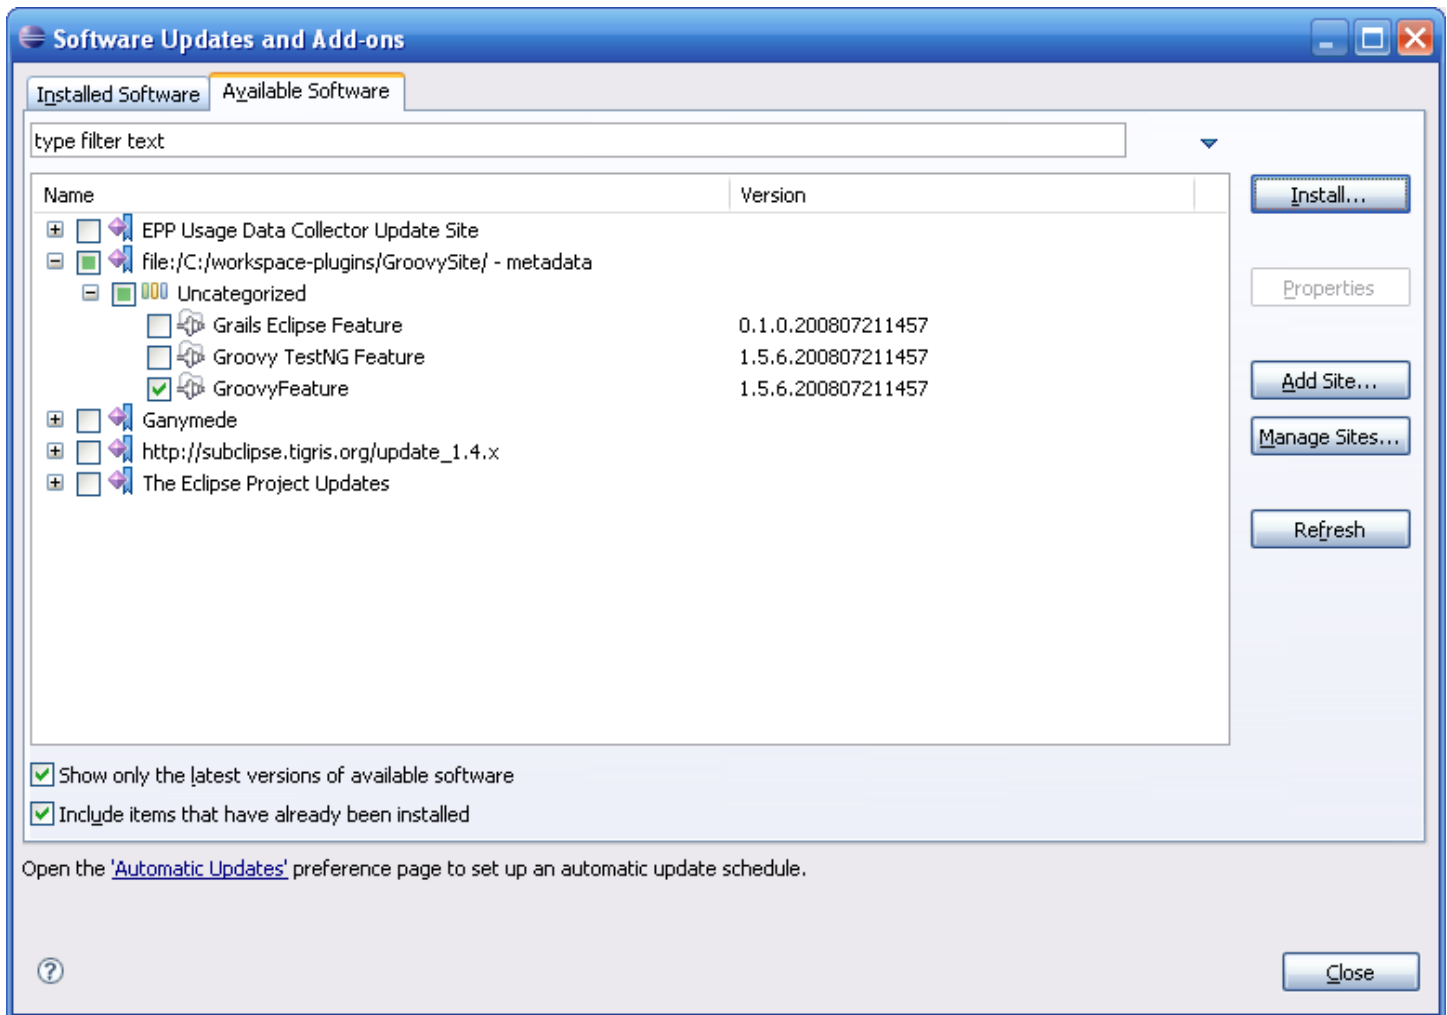 Software Updates and Add-ons
Installed Software Available Software
type filter text
Name Version
Install...
EPP Usage Data Collector Update Site
file:/C:/workspace-plugins/GroovySite/ - metadata
Uncategorized
Properties
Grails Eclipse Feature 0.1.0.200807211457
Groovy TestNG Feature 1.5.6.200807211457
GroovyFeature 1.5.6.200807211457
Add Site...
Ganymede
Manage Sites...
http://subclipse.tigris.org/update_1.4.x
The Eclipse Project Updates
Refresh
Show only the latest versions of available software
Include items that have already been installed
Open the 'Automatic Updates' preference page to set up an automatic update schedule.
?
Close